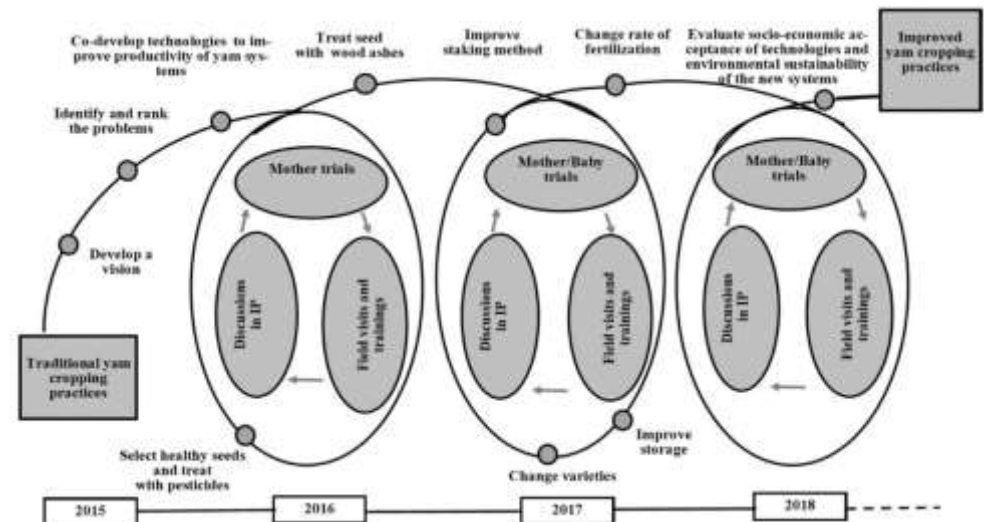 Co-develop technologies to im-
prove productivity of yam sys-
tems
Treat seed
with wood ashes
Improve
staking method
Change rate of
fertilization
Evaluate socio-economic ac-
ceptance of technologies and
environmental sustainability
of the new systems
Improved
yam cropping
practices
Identify and rank
the problems
Develop a
vision
Traditional yam
cropping
practices
Mother trials
Discussions
in IP
Field visits and
trainings
Mother/Baby
trials
Discussions
in IP
Field visits and
trainings
Mother/Baby
trials
Discussions
in IP
Field visits and
trainings
Select healthy seeds
and treat
with pesticides
Change varieties
Improve
storage
2015
2016
2017
2018